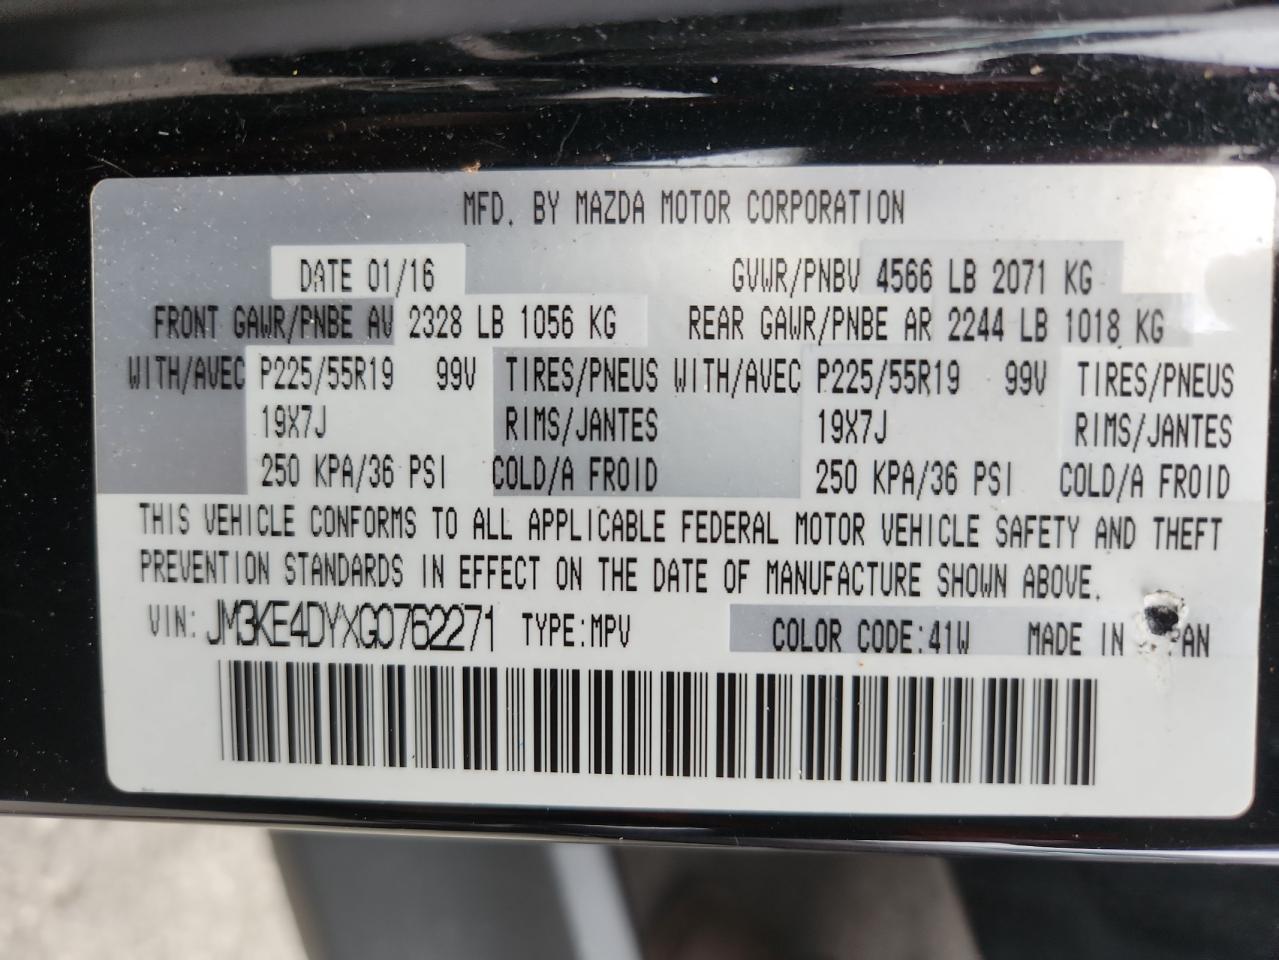 MFD. BY MAZDA MOTOR CORPORATION
DATE 01/16 GVWR/PNBV 4566 LB 2071 KG
FRONT GAWR/PNBE AV 2328 LB 1056 KG REAR GAWR/PNBE AR 2244 LB 1018 KG
WITH/AVEC P225/55R19 99V TIRES/PNEUS WITH/AVEC P225/55R19 99V TIRES/PNEUS
19X7J RIMS/JANTES 19X7J RIMS/JANTES
250 KPA/36 PSI COLD/A FROID 250 KPA/36 PSI COLD/A FROID
THIS VEHICLE CONFORMS TO ALL APPLICABLE FEDERAL MOTOR VEHICLE SAFETY AND THEFT
PREVENTION STANDARDS IN EFFECT ON THE DATE OF MANUFACTURE SHOWN ABOVE.
VIN: JM3KE4DYXG0762271 TYPE:MPV COLOR CODE:41W MADE IN PAN